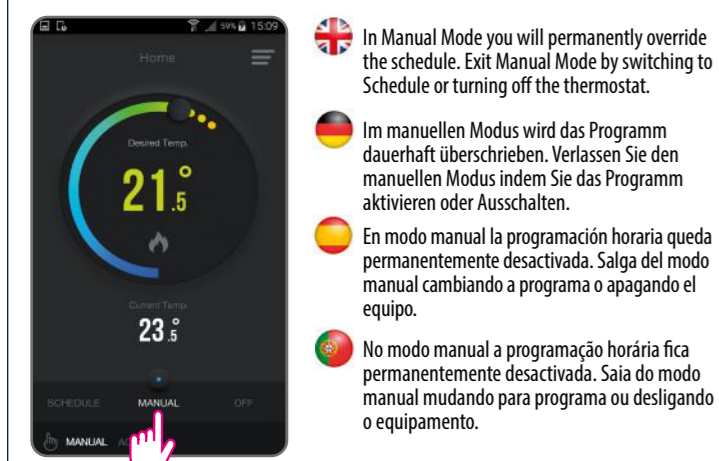 59% 15:09
Home
Desired Temp.
21.5°
Current Temp.
23.5°
SCHEDULE MANUAL OFF
MANUAL
In Manual Mode you will permanently override
the schedule. Exit Manual Mode by switching to
Schedule or turning off the thermostat.
Im manuellen Modus wird das Programm
dauerhaft überschrieben. Verlassen Sie den
manuellen Modus indem Sie das Programm
aktivieren oder Ausschalten.
En modo manual la programación horaria queda
permanentemente desactivada. Salga del modo
manual cambiando a programa o apagando el
equipo.
No modo manual a programação horária fica
permanentemente desactivada. Saia do modo
manual mudando para programa ou desligando
o equipamento.